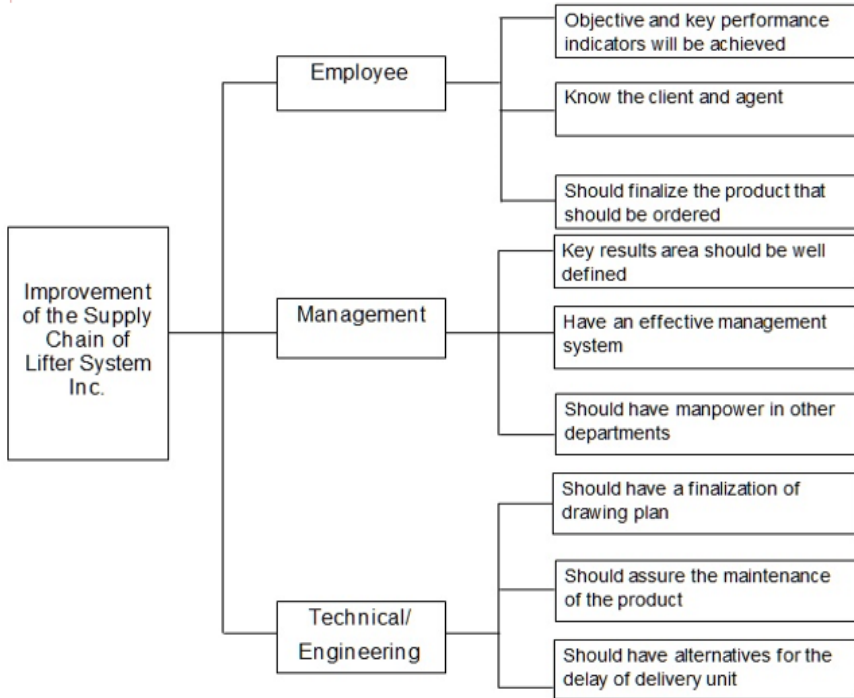 Improvement
of the Supply
Chain of
Lifter System
Inc.
Employee
Objective and key performance
indicators will be achieved
Know the client and agent
Should finalize the product that
should be ordered
Management
Key results area should be well
defined
Have an effective management
system
Should have manpower in other
departments
Technical/
Engineering
Should have a finalization of
drawing plan
Should assure the maintenance
of the product
Should have alternatives for the
delay of delivery unit